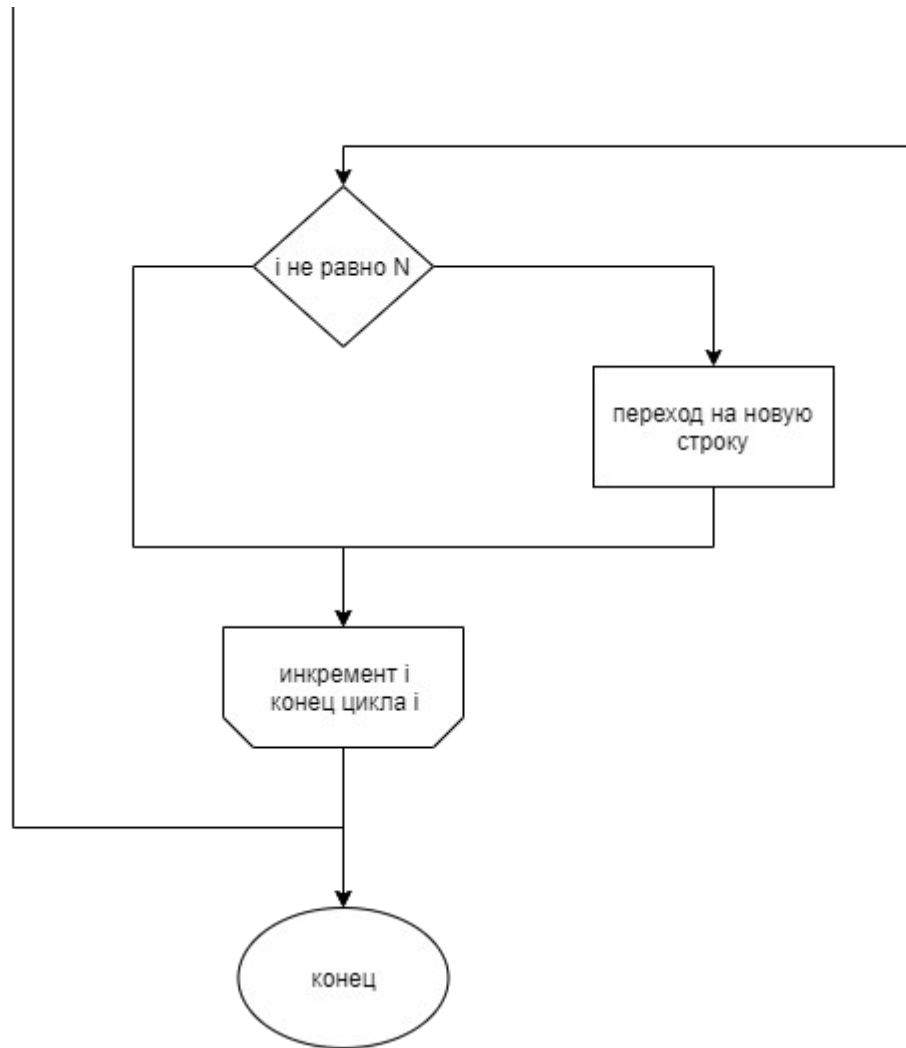 i не равно N
переход на новую
строку
инкремент i
конец цикла i
конец